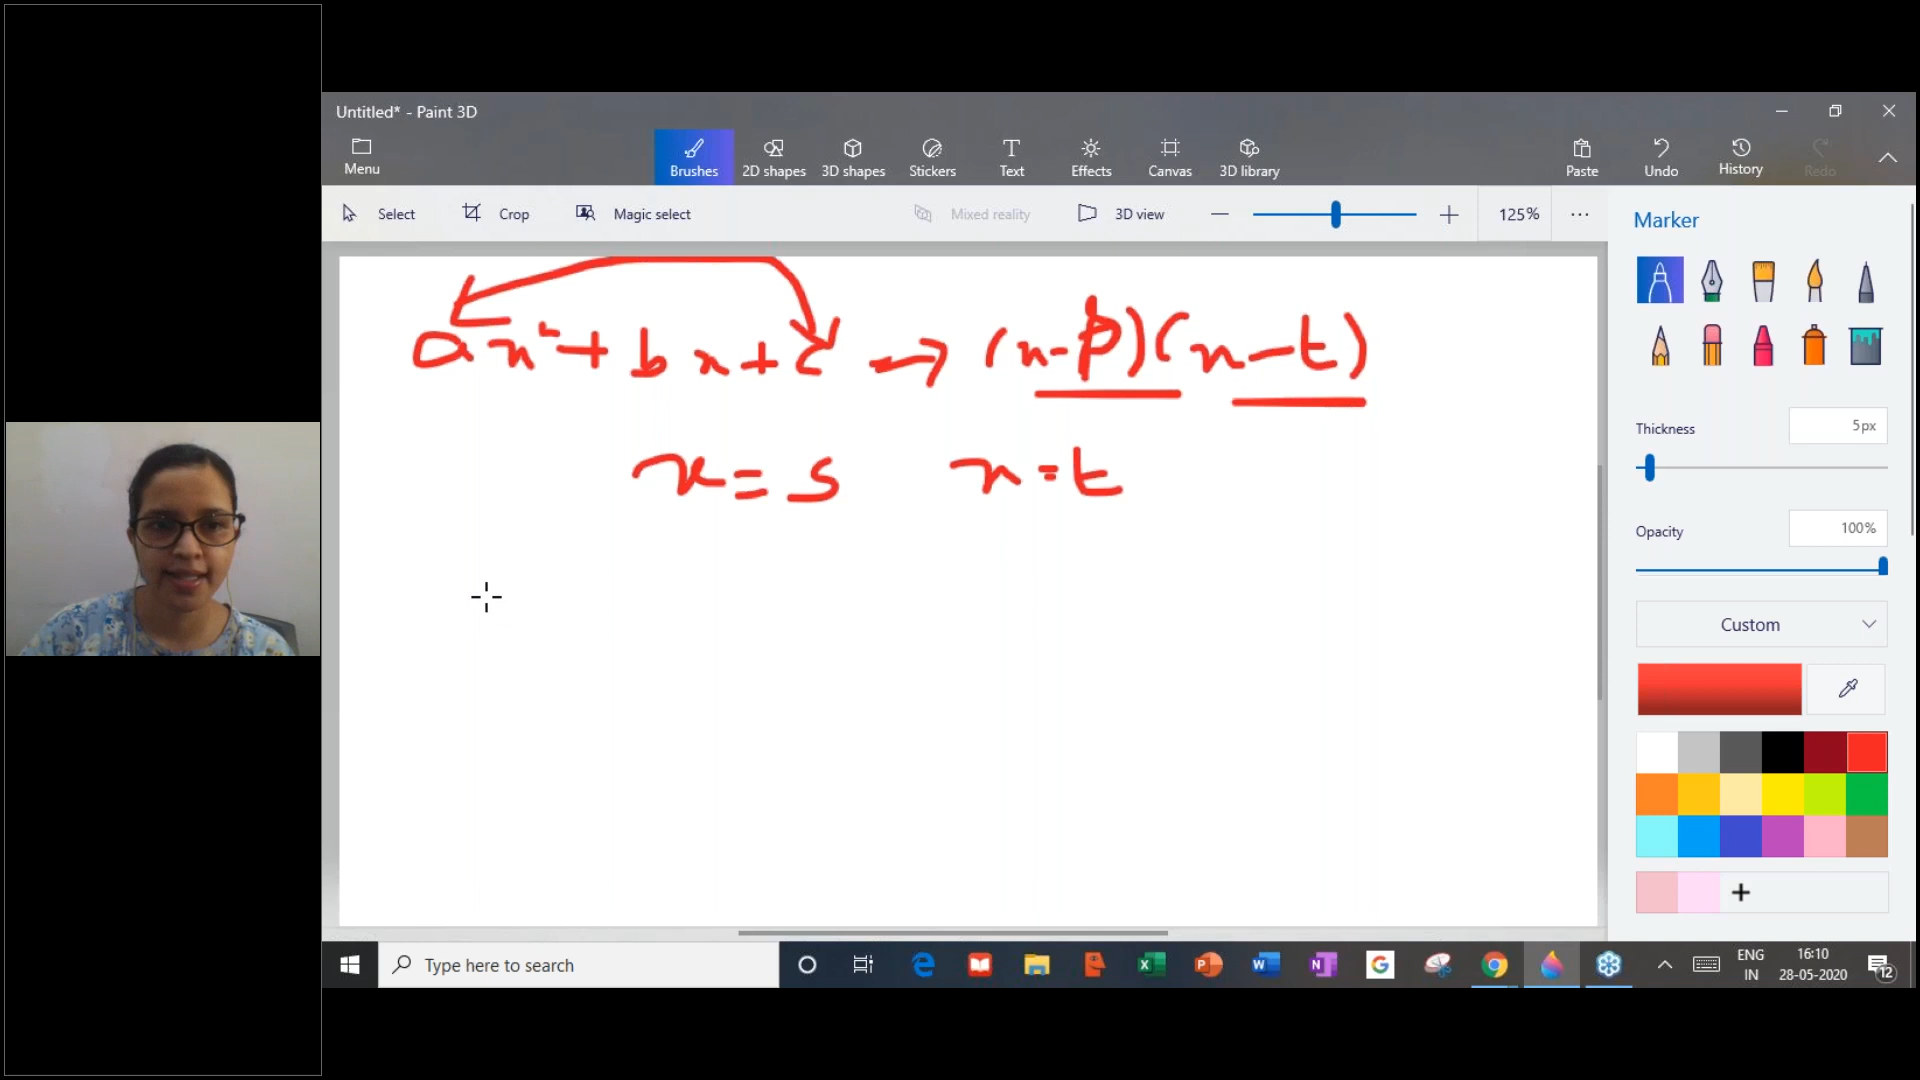 Untitled* - Paint 3D
Menu
Brushes
2D shapes
3D shapes
Stickers
Text
Effects
Canvas
3D library
Paste
Undo
History
Redo
Select
Crop
Magic select
Mixed reality
3D view
125%
Marker
ax²+bx+c → (x-p)(x-t)
x=s x=t
Thickness
5px
Opacity
100%
Custom
Type here to search
ENG
IN
16:10
28-05-2020
12